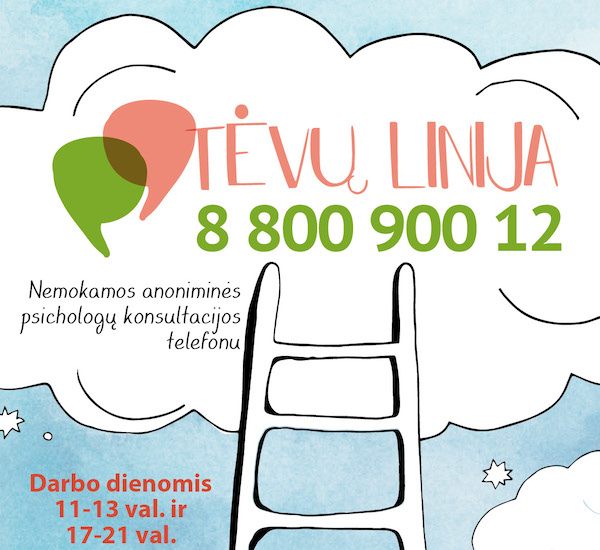 TĖVŲ LINIJA
8 800 900 12
Nemokamos anoniminės
psichologų konsultacijos
telefonu
Darbo dienomis
11-13 val. ir
17-21 val.